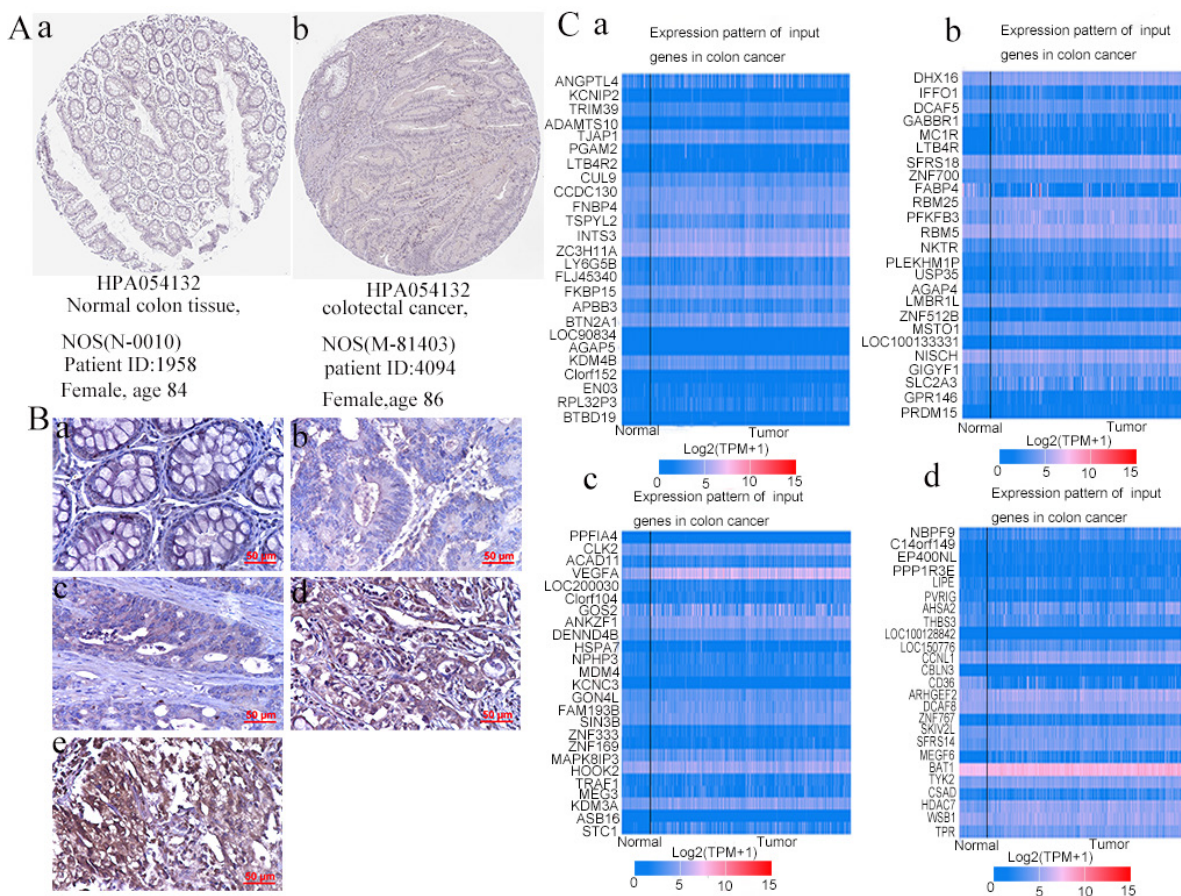 A
a
b
HPA054132
Normal colon tissue,
NOS(N-0010)
Patient ID:1958
Female, age 84
HPA054132
colotectal cancer,
NOS(M-81403)
patient ID:4094
Female,age 86
B
a
50 µm
b
50 µm
c
50 µm
d
50 µm
e
50 µm
C
a
Expression pattern of input
genes in colon cancer
ANGPTL4
KCNIP2
TRIM39
ADAMTS10
TJAP1
PGAM2
LTB4R2
CUL9
CCDC130
FNBP4
TSPYL2
INTS3
ZC3H11A
LY6G5B
FLJ45340
FKBP15
APBB3
BTN2A1
LOC90834
AGAP5
KDM4B
Clorf152
EN03
RPL32P3
BTBD19
Normal Tumor
Log2(TPM+1)
0 5 10 15
b
Expression pattern of input
genes in colon cancer
DHX16
IFFO1
DCAF5
GABBR1
MC1R
LTB4R
SFRS18
ZNF700
FABP4
RBM25
PFKFB3
RBM5
NKTR
PLEKHM1P
USP35
AGAP4
LMBR1L
ZNF512B
MSTO1
LOC100133331
NISCH
GIGYF1
SLC2A3
GPR146
PRDM15
Normal Tumor
Log2(TPM+1)
0 5 10 15
c
Expression pattern of input
genes in colon cancer
PPFIA4
CLK2
ACAD11
VEGFA
LOC200030
Clorf104
GOS2
ANKZF1
DENND4B
HSPA7
NPHP3
MDM4
KCNC3
GON4L
FAM193B
SIN3B
ZNF333
ZNF169
MAPK8IP3
HOOK2
TRAF1
MEG3
KDM3A
ASB16
STC1
Normal Tumor
Log2(TPM+1)
0 5 10 15
d
Expression pattern of input
genes in colon cancer
NBPF9
C14orf149
EP400NL
PPP1R3E
LIPE
PVRIG
AHSA2
THBS3
LOC100128842
LOC150776
CCNL1
CBLN3
CD36
ARHGEF2
DCAF8
ZNF767
SKIV2L
SFRS14
MEGF6
BAT1
TYK2
CSAD
HDAC7
WSB1
TPR
Normal Tumor
Log2(TPM+1)
0 5 10 15